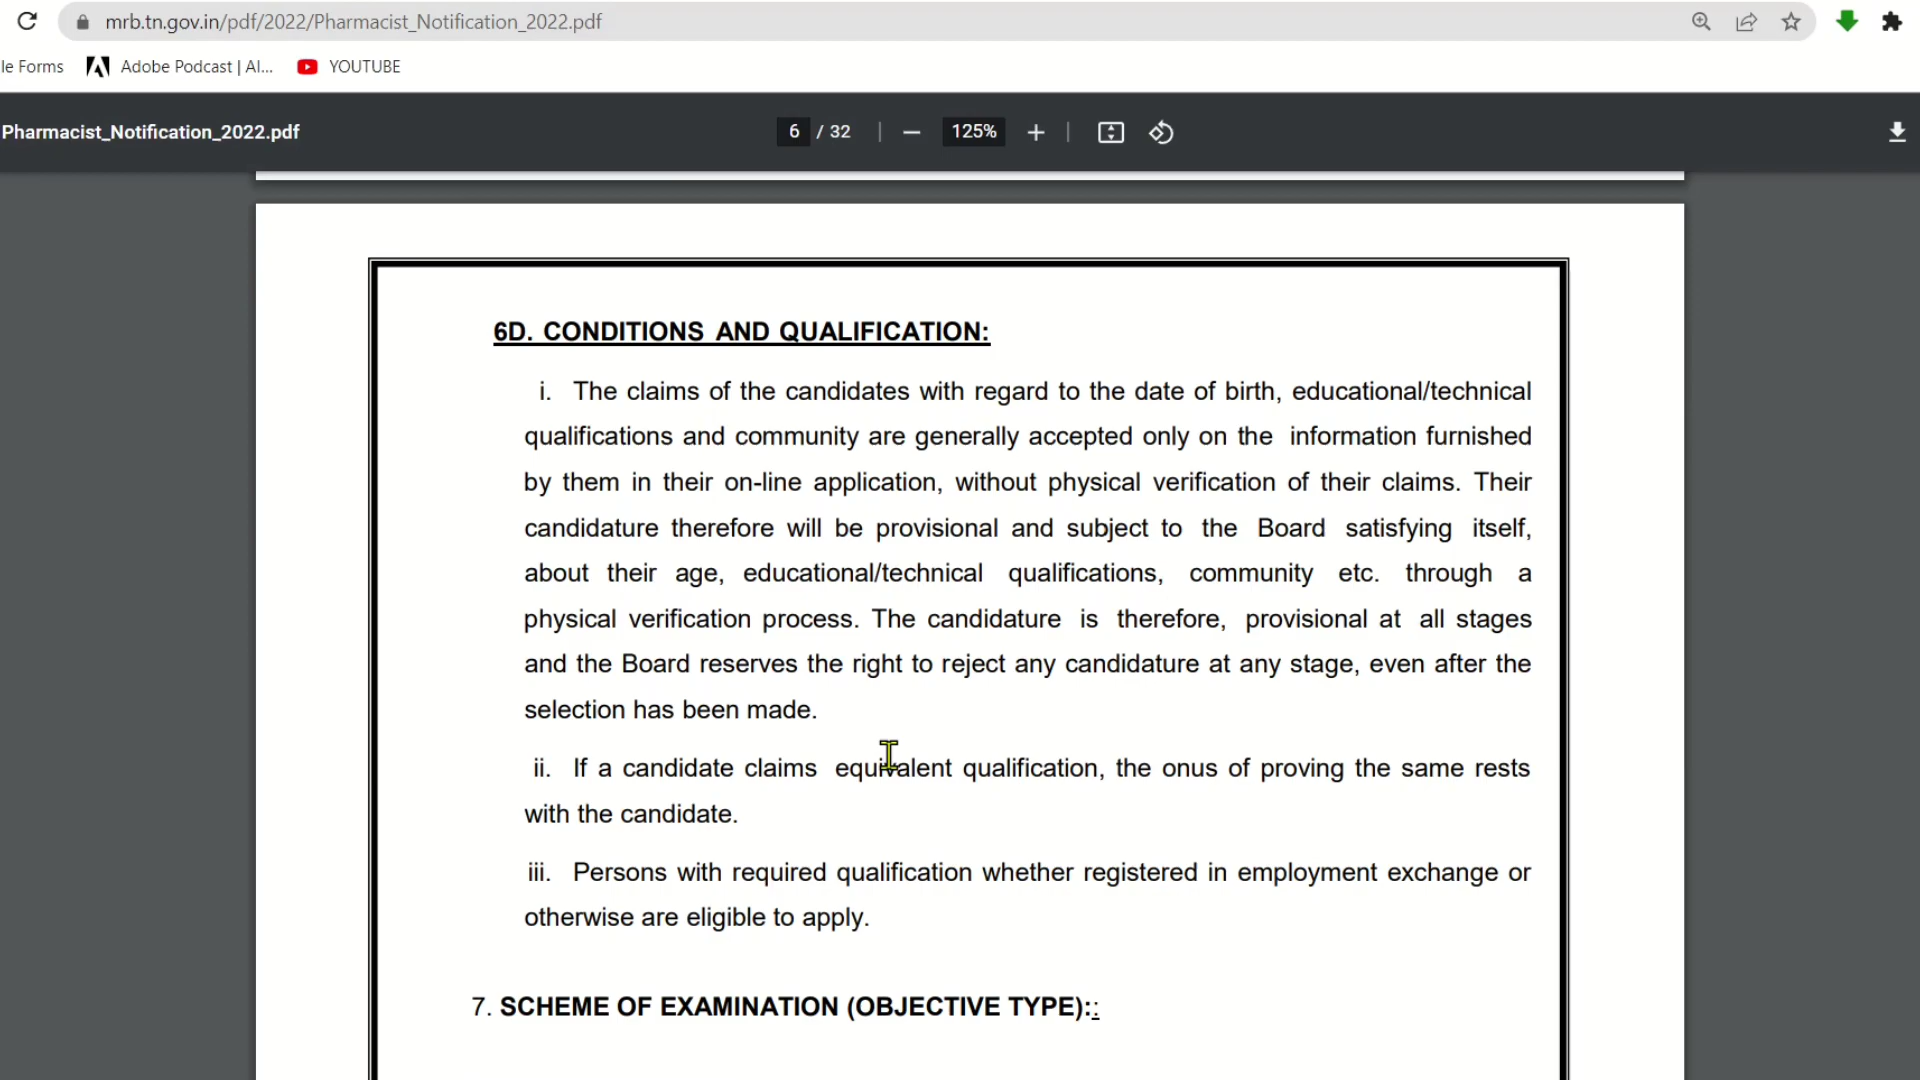 mrb.tn.gov.in/pdf/2022/Pharmacist_Notification_2022.pdf
le Forms Adobe Podcast | AI... YOUTUBE
Pharmacist_Notification_2022.pdf 6 / 32 125%
6D. CONDITIONS AND QUALIFICATION:
i. The claims of the candidates with regard to the date of birth, educational/technical
qualifications and community are generally accepted only on the information furnished
by them in their on-line application, without physical verification of their claims. Their
candidature therefore will be provisional and subject to the Board satisfying itself,
about their age, educational/technical qualifications, community etc. through a
physical verification process. The candidature is therefore, provisional at all stages
and the Board reserves the right to reject any candidature at any stage, even after the
selection has been made.
ii. If a candidate claims equivalent qualification, the onus of proving the same rests
with the candidate.
iii. Persons with required qualification whether registered in employment exchange or
otherwise are eligible to apply.
7. SCHEME OF EXAMINATION (OBJECTIVE TYPE)::